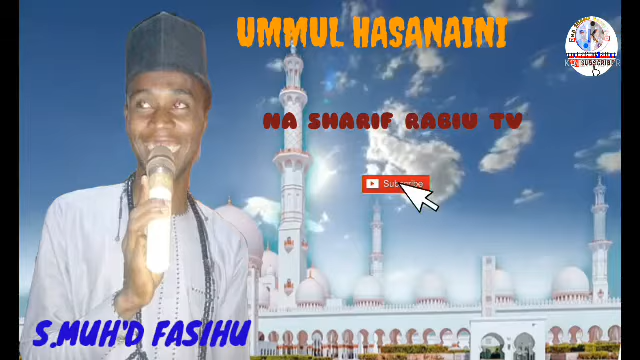 UMMUL HASANAINI
NA SHARIF RABIU TV
Subscribe
S.MUH'D FASIHU